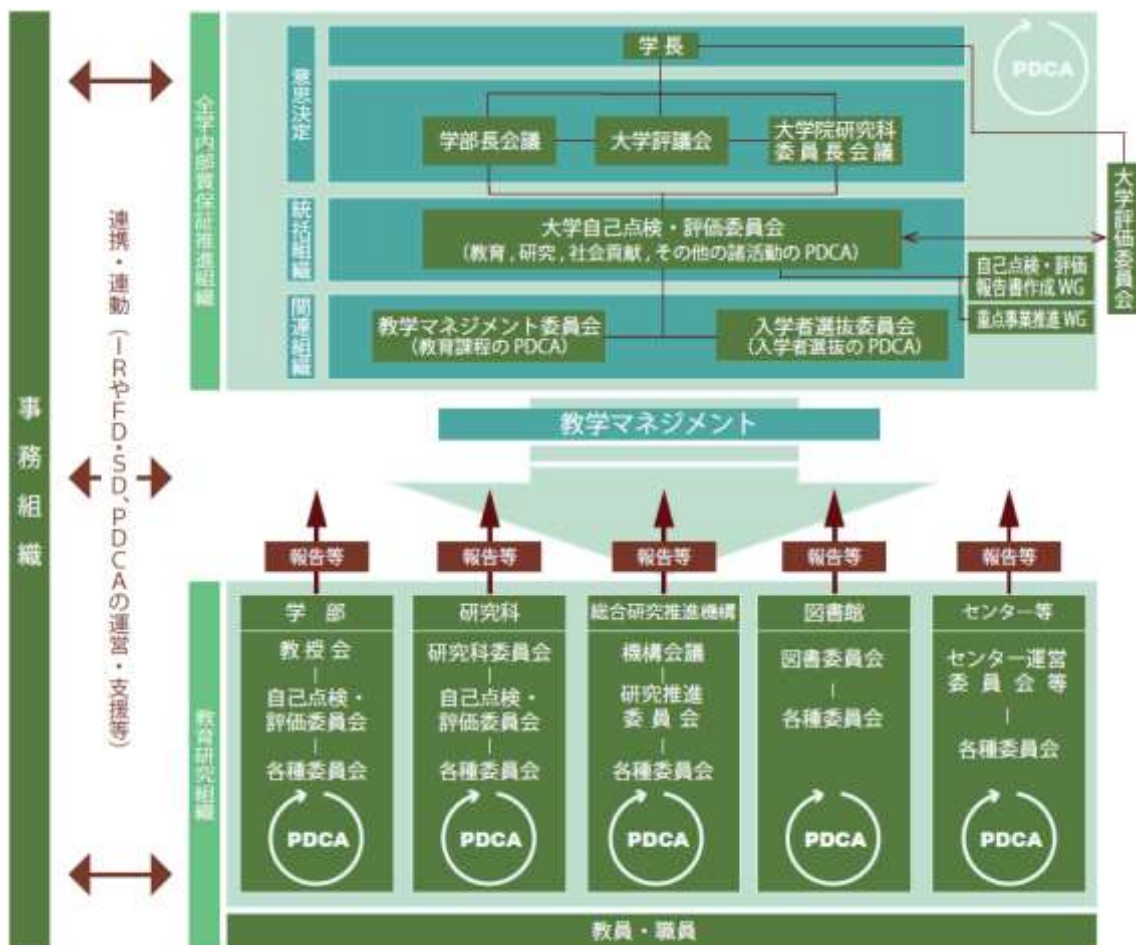 事務組織
連携・連動（IRやFD・SD、PDCAの運営・支援等）
全学内部質保証推進組織
意思決定
学長
PDCA
学部長会議
大学評議会
大学院研究科
委員長会議
大学評価委員会
統括組織
大学自己点検・評価委員会
（教育,研究,社会貢献,その他の諸活動のPDCA）
自己点検・評価
報告書作成WG
重点事業推進WG
関連組織
教学マネジメント委員会
（教育課程のPDCA）
入学者選抜委員会
（入学者選抜のPDCA）
教学マネジメント
報告等
報告等
報告等
報告等
報告等
教育研究組織
学部
教授会
自己点検・
評価委員会
各種委員会
PDCA
研究科
研究科委員会
自己点検・
評価委員会
各種委員会
PDCA
総合研究推進機構
機構会議
研究推進
委員会
各種委員会
PDCA
図書館
図書委員会
各種委員会
PDCA
センター等
センター運営
委員会等
各種委員会
PDCA
教員・職員